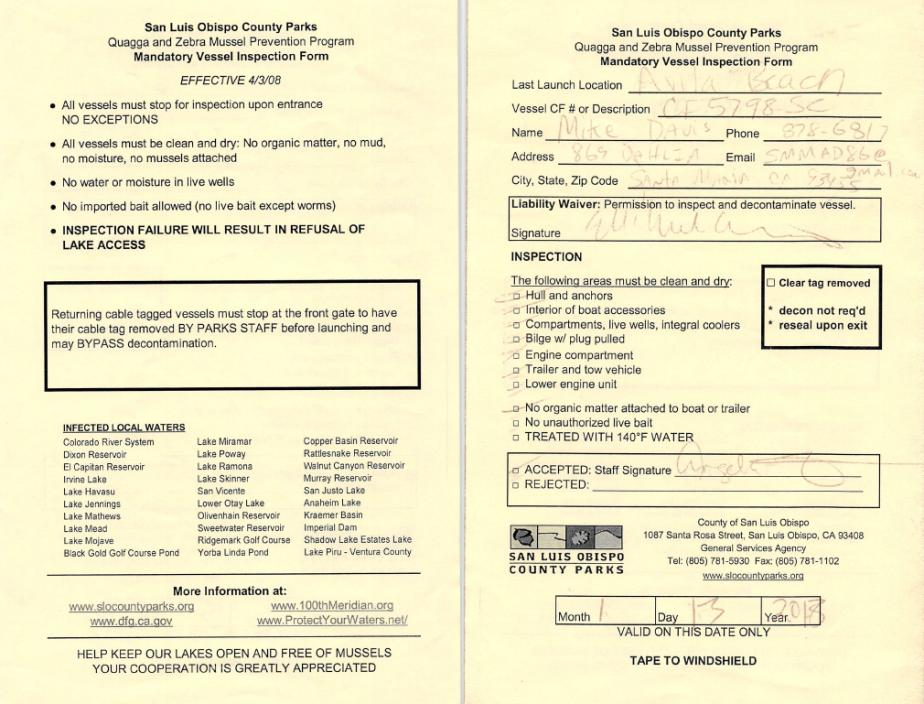 San Luis Obispo County Parks
Quagga and Zebra Mussel Prevention Program
Mandatory Vessel Inspection Form
EFFECTIVE 4/3/08
• All vessels must stop for inspection upon entrance
NO EXCEPTIONS
• All vessels must be clean and dry: No organic matter, no mud,
no moisture, no mussels attached
• No water or moisture in live wells
• No imported bait allowed (no live bait except worms)
• INSPECTION FAILURE WILL RESULT IN REFUSAL OF
LAKE ACCESS
Returning cable tagged vessels must stop at the front gate to have
their cable tag removed BY PARKS STAFF before launching and
may BYPASS decontamination.
INFECTED LOCAL WATERS
Colorado River System Lake Miramar Copper Basin Reservoir
Dixon Reservoir Lake Poway Rattlesnake Reservoir
El Capitan Reservoir Lake Ramona Walnut Canyon Reservoir
Irvine Lake Lake Skinner Murray Reservoir
Lake Havasu San Vicente San Justo Lake
Lake Jennings Lower Otay Lake Anaheim Lake
Lake Mathews Olivenhain Reservoir Kraemer Basin
Lake Mead Sweetwater Reservoir Imperial Dam
Lake Mojave Ridgemark Golf Course Shadow Lake Estates Lake
Black Gold Golf Course Pond Yorba Linda Pond Lake Piru - Ventura County
More Information at:
www.slocountyparks.org www.100thMeridian.org
www.dfg.ca.gov www.ProtectYourWaters.net/
HELP KEEP OUR LAKES OPEN AND FREE OF MUSSELS
YOUR COOPERATION IS GREATLY APPRECIATED
San Luis Obispo County Parks
Quagga and Zebra Mussel Prevention Program
Mandatory Vessel Inspection Form
Last Launch Location Avila Beach
Vessel CF # or Description CF 5798-SC
Name Mike Davis Phone 878-6817
Address 869 DaHLIA Email SMMAD86@
gmail.com
City, State, Zip Code Santa Maria CA 93455
Liability Waiver: Permission to inspect and decontaminate vessel.
Signature
INSPECTION
The following areas must be clean and dry:
Hull and anchors
Interior of boat accessories
Compartments, live wells, integral coolers
Bilge w/ plug pulled
Engine compartment
Trailer and tow vehicle
Lower engine unit
No organic matter attached to boat or trailer
No unauthorized live bait
TREATED WITH 140°F WATER
Clear tag removed
* decon not req'd
* reseal upon exit
ACCEPTED: Staff Signature
REJECTED:
SAN LUIS OBISPO
COUNTY PARKS
County of San Luis Obispo
1087 Santa Rosa Street, San Luis Obispo, CA 93408
General Services Agency
Tel: (805) 781-5930 Fax: (805) 781-1102
www.slocountyparks.org
Month 1 Day 13 Year 2013
VALID ON THIS DATE ONLY
TAPE TO WINDSHIELD